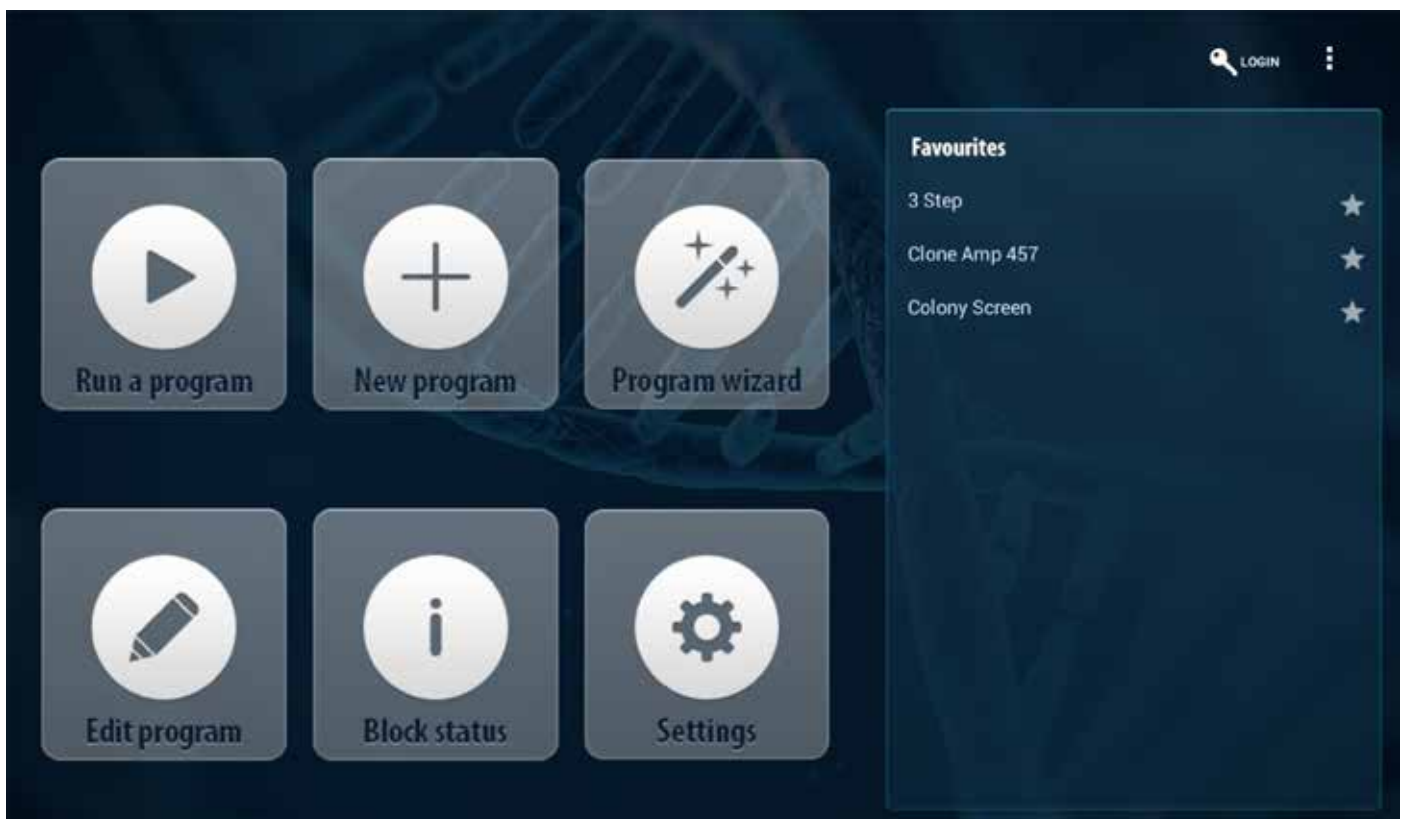 LOGIN
Favourites
3 Step
Clone Amp 457
Colony Screen
Run a program
New program
Program wizard
Edit program
Block status
Settings